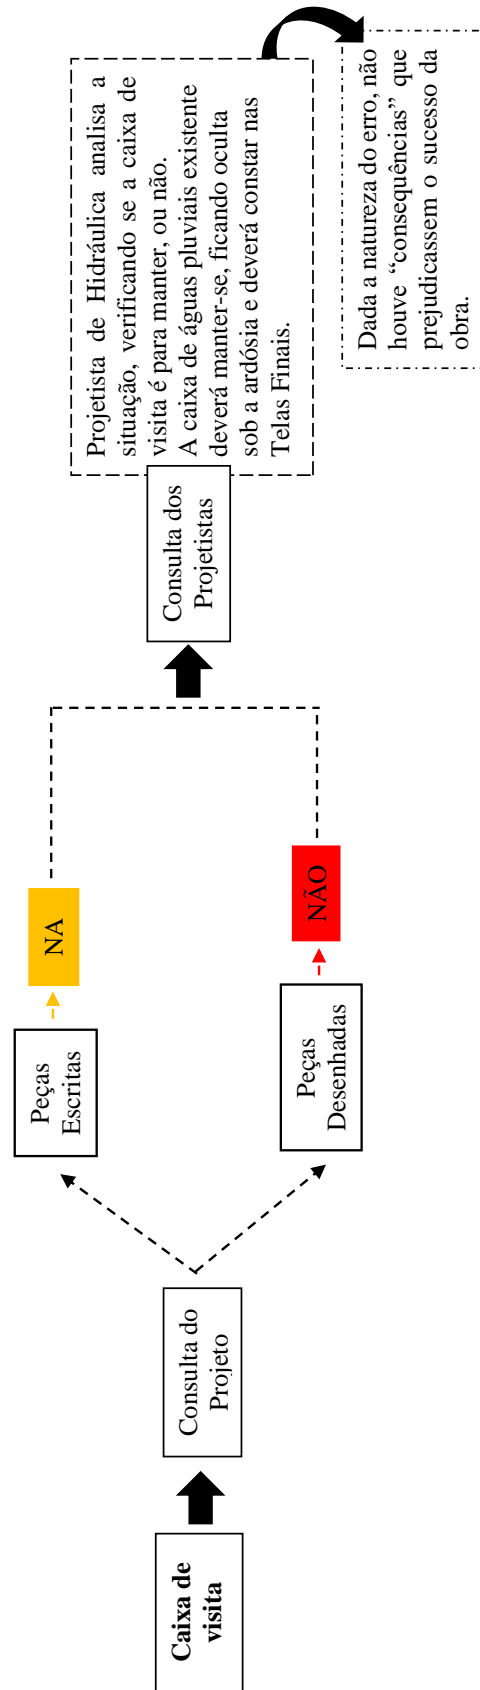 Caixa de
visita
Consulta do
Projeto
Peças
Escritas
NA
Peças
Desenhadas
NÃO
Consulta dos
Projetistas
Projetista de Hidráulica analisa a
situação, verificando se a caixa de
visita é para manter, ou não.
A caixa de águas pluviais existente
deverá manter-se, ficando oculta
sob a ardósia e deverá constar nas
Telas Finais.
Dada a natureza do erro, não
houve “consequências” que
prejudicassem o sucesso da
obra.